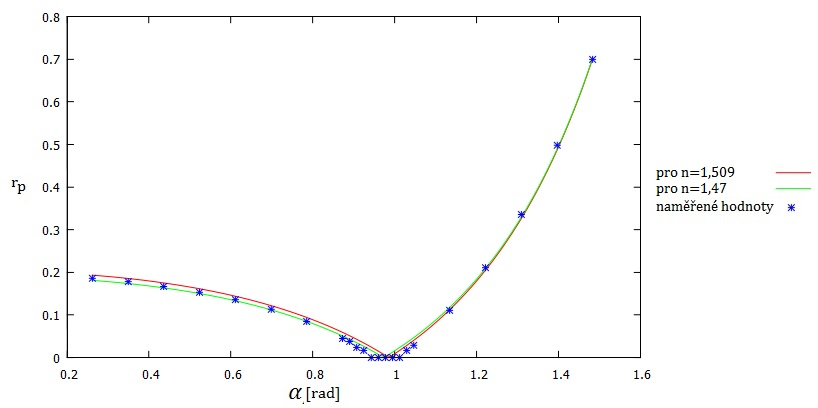 0.8
0.7
0.6
0.5
0.4
0.3
0.2
0.1
0
rp
0.2 0.4 0.6 0.8 1 1.2 1.4 1.6
α [rad]
pro n=1,509
pro n=1,47
naměřené hodnoty